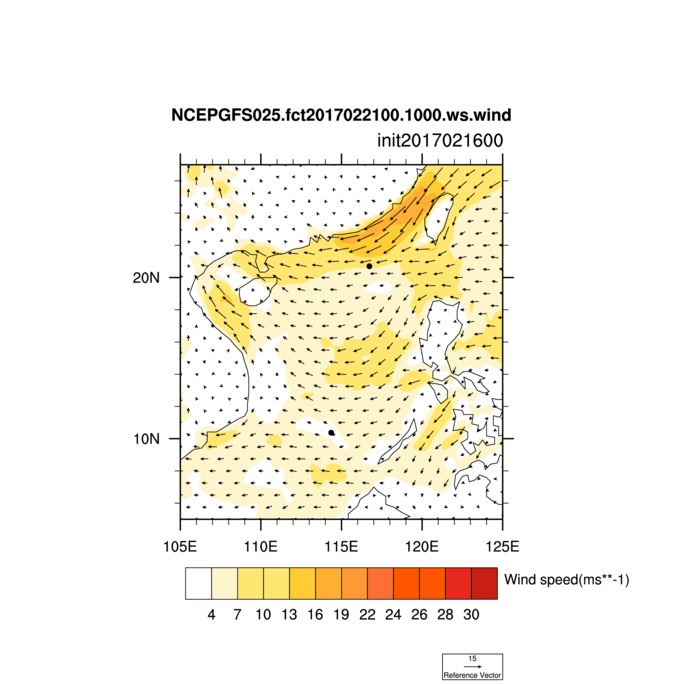 NCEPGFS025.fct2017022100.1000.ws.wind
init2017021600
20N
10N
105E 110E 115E 120E 125E
Wind speed(ms**-1)
4 7 10 13 16 19 22 24 26 28 30
15
Reference Vector